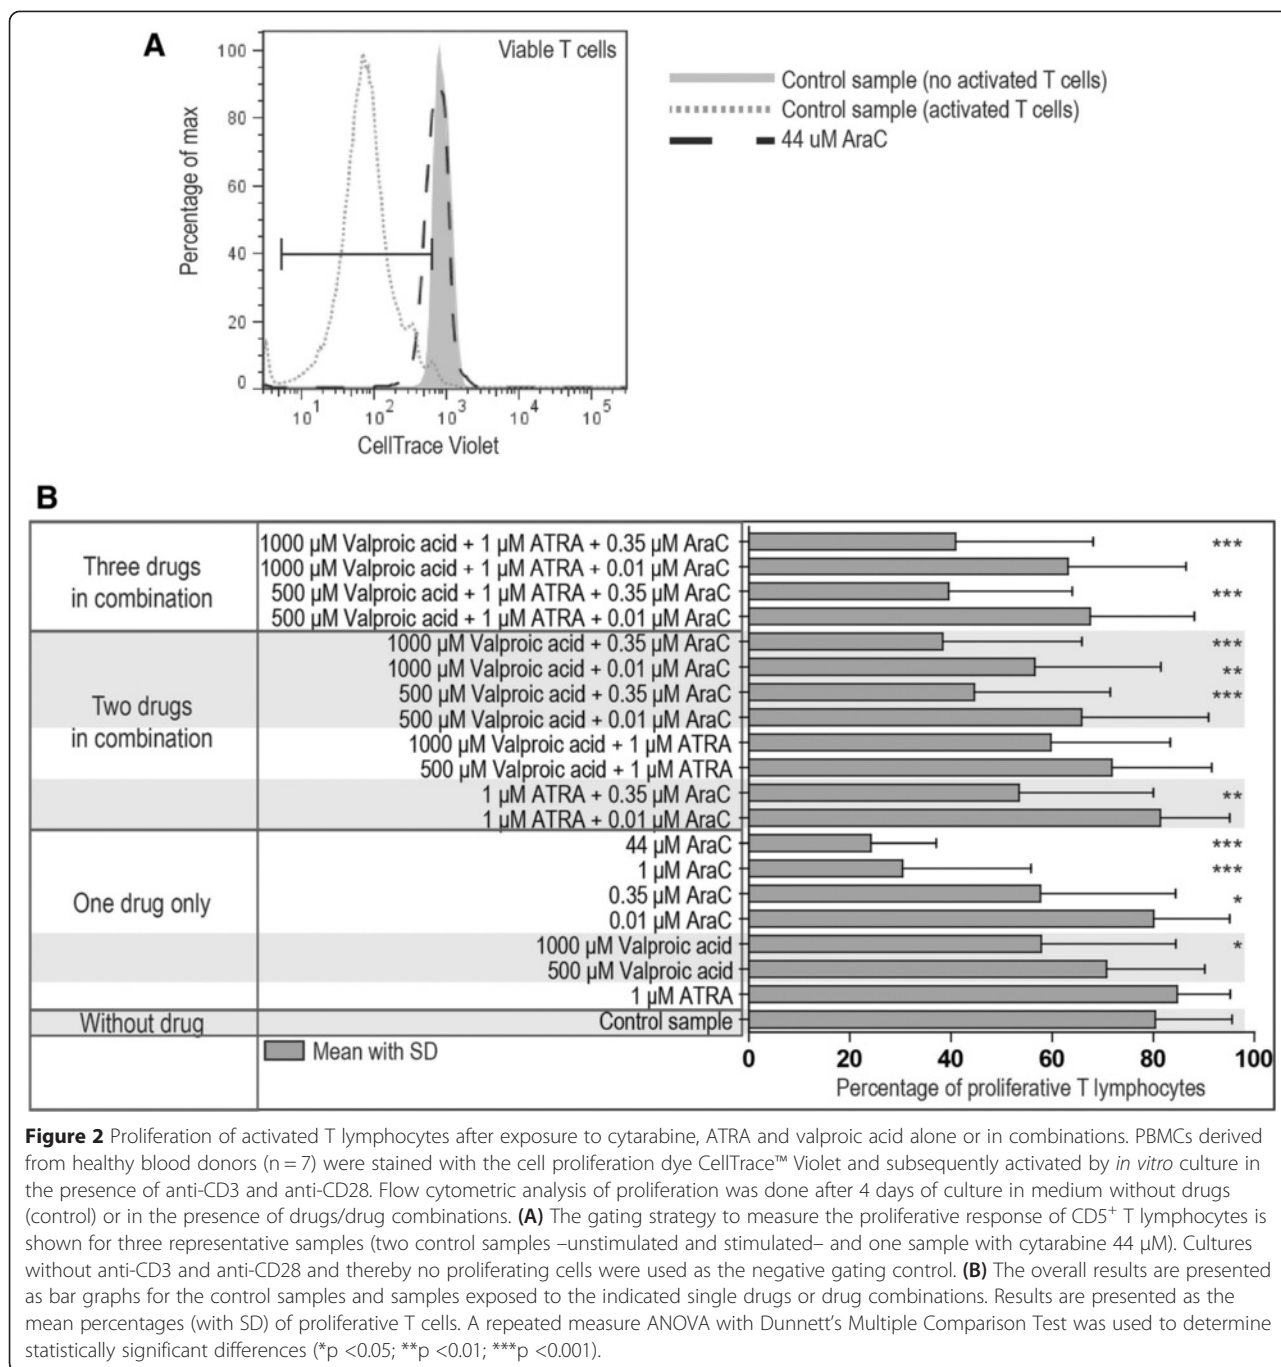 A
Viable T cells
100
80
60
40
20
0
Percentage of max
10^1 10^2 10^3 10^4 10^5
CellTrace Violet
Control sample (no activated T cells)
Control sample (activated T cells)
44 uM AraC
B
Three drugs
in combination
1000 µM Valproic acid + 1 µM ATRA + 0.35 µM AraC ***
1000 µM Valproic acid + 1 µM ATRA + 0.01 µM AraC
500 µM Valproic acid + 1 µM ATRA + 0.35 µM AraC ***
500 µM Valproic acid + 1 µM ATRA + 0.01 µM AraC
Two drugs
in combination
1000 µM Valproic acid + 0.35 µM AraC ***
1000 µM Valproic acid + 0.01 µM AraC **
500 µM Valproic acid + 0.35 µM AraC ***
500 µM Valproic acid + 0.01 µM AraC
1000 µM Valproic acid + 1 µM ATRA
500 µM Valproic acid + 1 µM ATRA
1 µM ATRA + 0.35 µM AraC **
1 µM ATRA + 0.01 µM AraC
One drug only
44 µM AraC ***
1 µM AraC ***
0.35 µM AraC *
0.01 µM AraC
1000 µM Valproic acid *
500 µM Valproic acid
1 µM ATRA
Without drug
Control sample
Mean with SD
0 20 40 60 80 100
Percentage of proliferative T lymphocytes
Figure 2 Proliferation of activated T lymphocytes after exposure to cytarabine, ATRA and valproic acid alone or in combinations. PBMCs derived
from healthy blood donors (n = 7) were stained with the cell proliferation dye CellTrace™ Violet and subsequently activated by in vitro culture in
the presence of anti-CD3 and anti-CD28. Flow cytometric analysis of proliferation was done after 4 days of culture in medium without drugs
(control) or in the presence of drugs/drug combinations. (A) The gating strategy to measure the proliferative response of CD5+ T lymphocytes is
shown for three representative samples (two control samples –unstimulated and stimulated– and one sample with cytarabine 44 µM). Cultures
without anti-CD3 and anti-CD28 and thereby no proliferating cells were used as the negative gating control. (B) The overall results are presented
as bar graphs for the control samples and samples exposed to the indicated single drugs or drug combinations. Results are presented as the
mean percentages (with SD) of proliferative T cells. A repeated measure ANOVA with Dunnett's Multiple Comparison Test was used to determine
statistically significant differences (*p <0.05; **p <0.01; ***p <0.001).